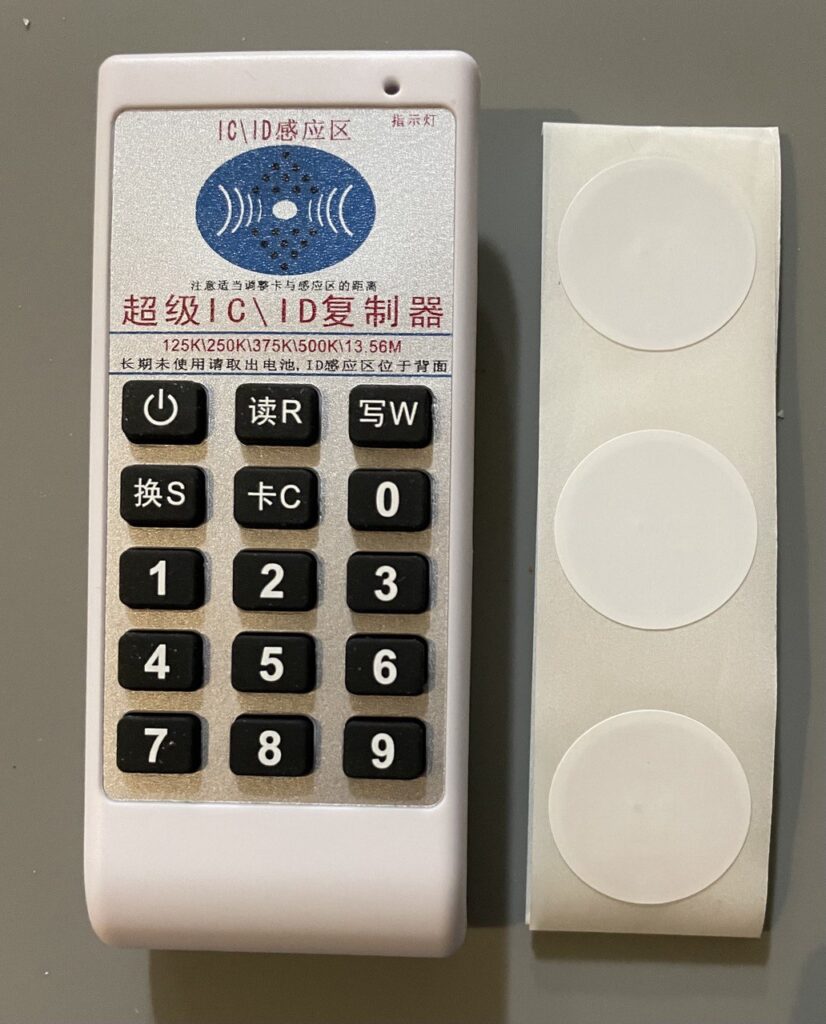 IC\ID感应区
指示灯
注意适当调整卡与感应区的距离
超级IC\ID复制器
125K\250K\375K\500K\13.56M
长期未使用请取出电池,ID感应区位于背面
读R 写W
换S 卡C 0
1 2 3
4 5 6
7 8 9